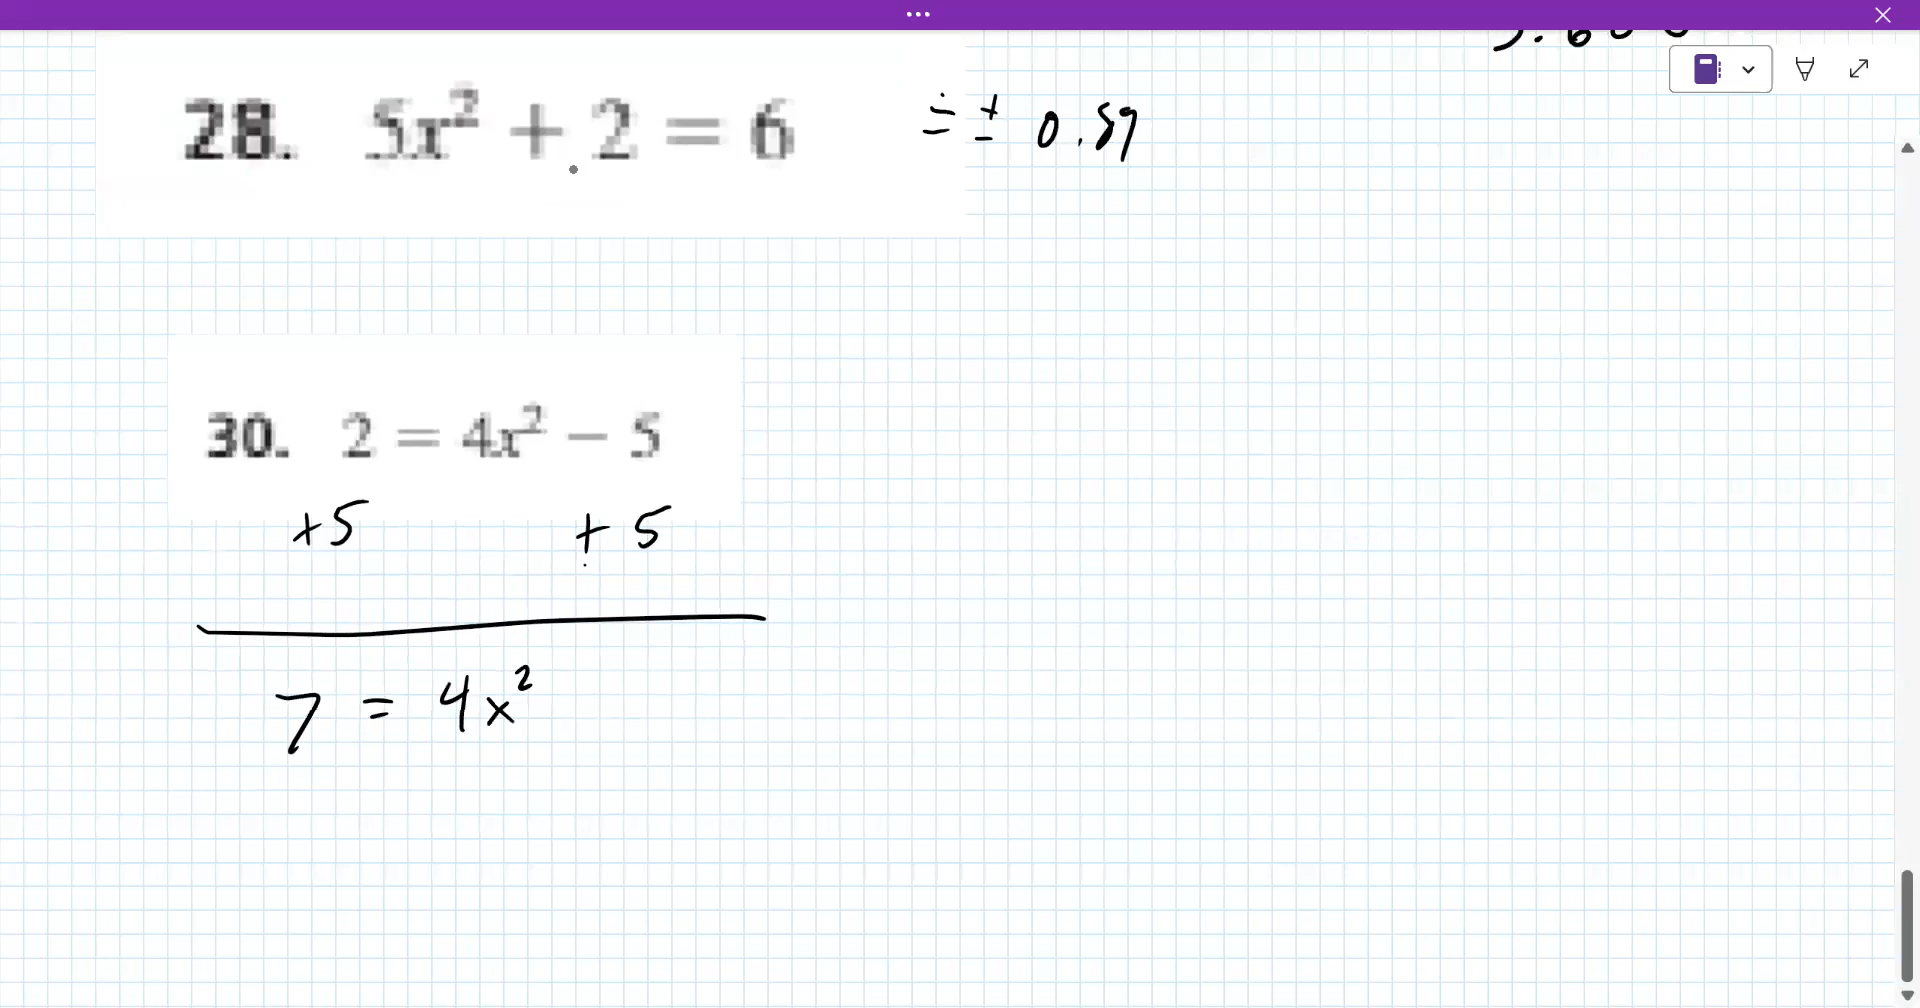 28. 5x² + 2 = 6 ≐ ± 0.89
30. 2 = 4x² − 5
+5 + 5
7 = 4x²